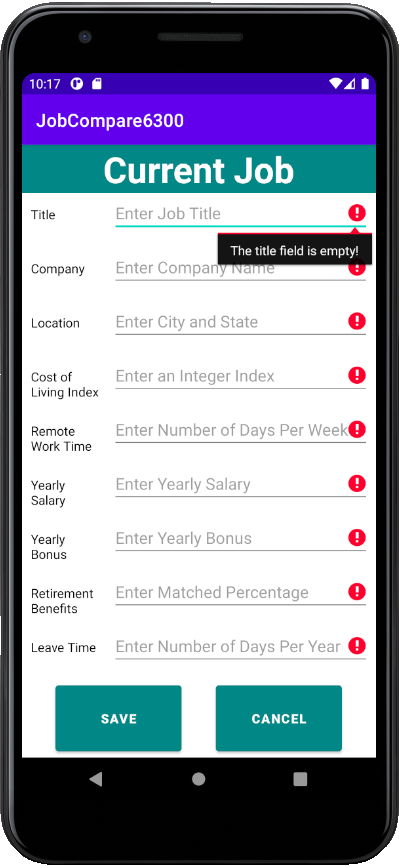 10:17
JobCompare6300
Current Job
Title
Enter Job Title
The title field is empty!
Company
Enter Company Name
Location
Enter City and State
Cost of
Living Index
Enter an Integer Index
Remote
Work Time
Enter Number of Days Per Week
Yearly
Salary
Enter Yearly Salary
Yearly
Bonus
Enter Yearly Bonus
Retirement
Benefits
Enter Matched Percentage
Leave Time
Enter Number of Days Per Year
SAVE
CANCEL